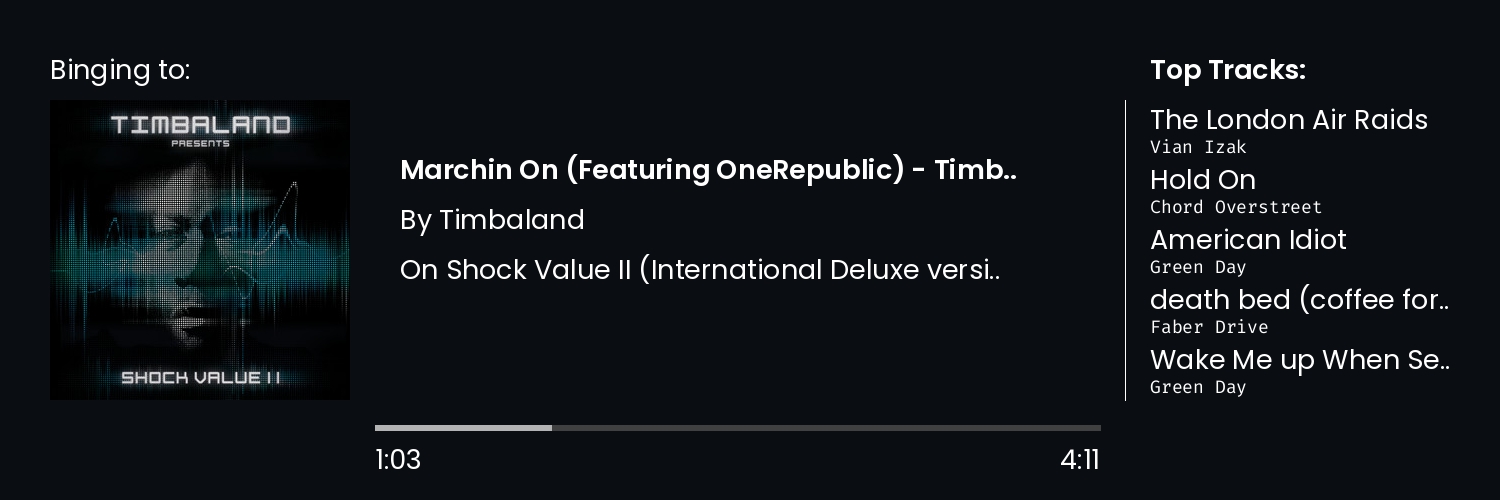 Binging to:
TIMBALAND
PRESENTS
SHOCK VALUE II
Marchin On (Featuring OneRepublic) - Timb..
By Timbaland
On Shock Value II (International Deluxe versi..
1:03
4:11
Top Tracks:
The London Air Raids
Vian Izak
Hold On
Chord Overstreet
American Idiot
Green Day
death bed (coffee for..
Faber Drive
Wake Me up When Se..
Green Day